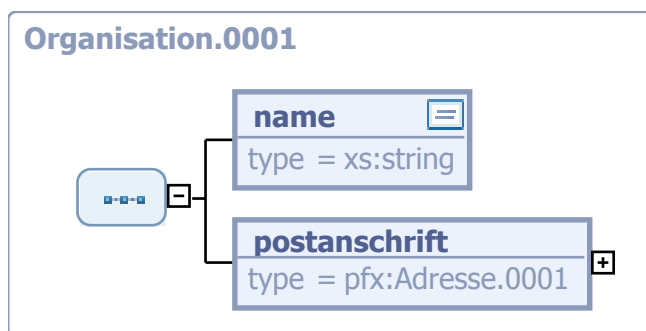 Organisation.0001
name
type = xs:string
postanschrift
type = pfx:Adresse.0001